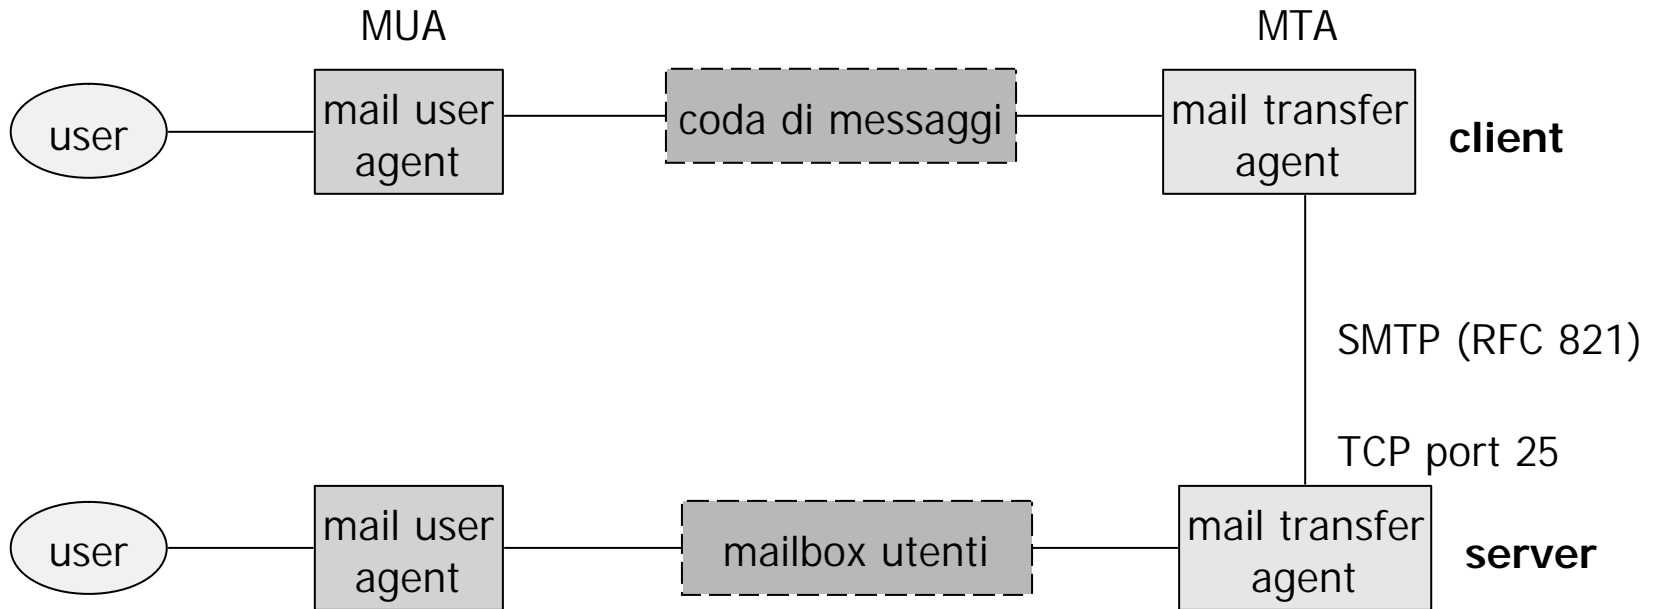 MUA
MTA
user
mail user
agent
coda di messaggi
mail transfer
agent
client
SMTP (RFC 821)
TCP port 25
user
mail user
agent
mailbox utenti
mail transfer
agent
server